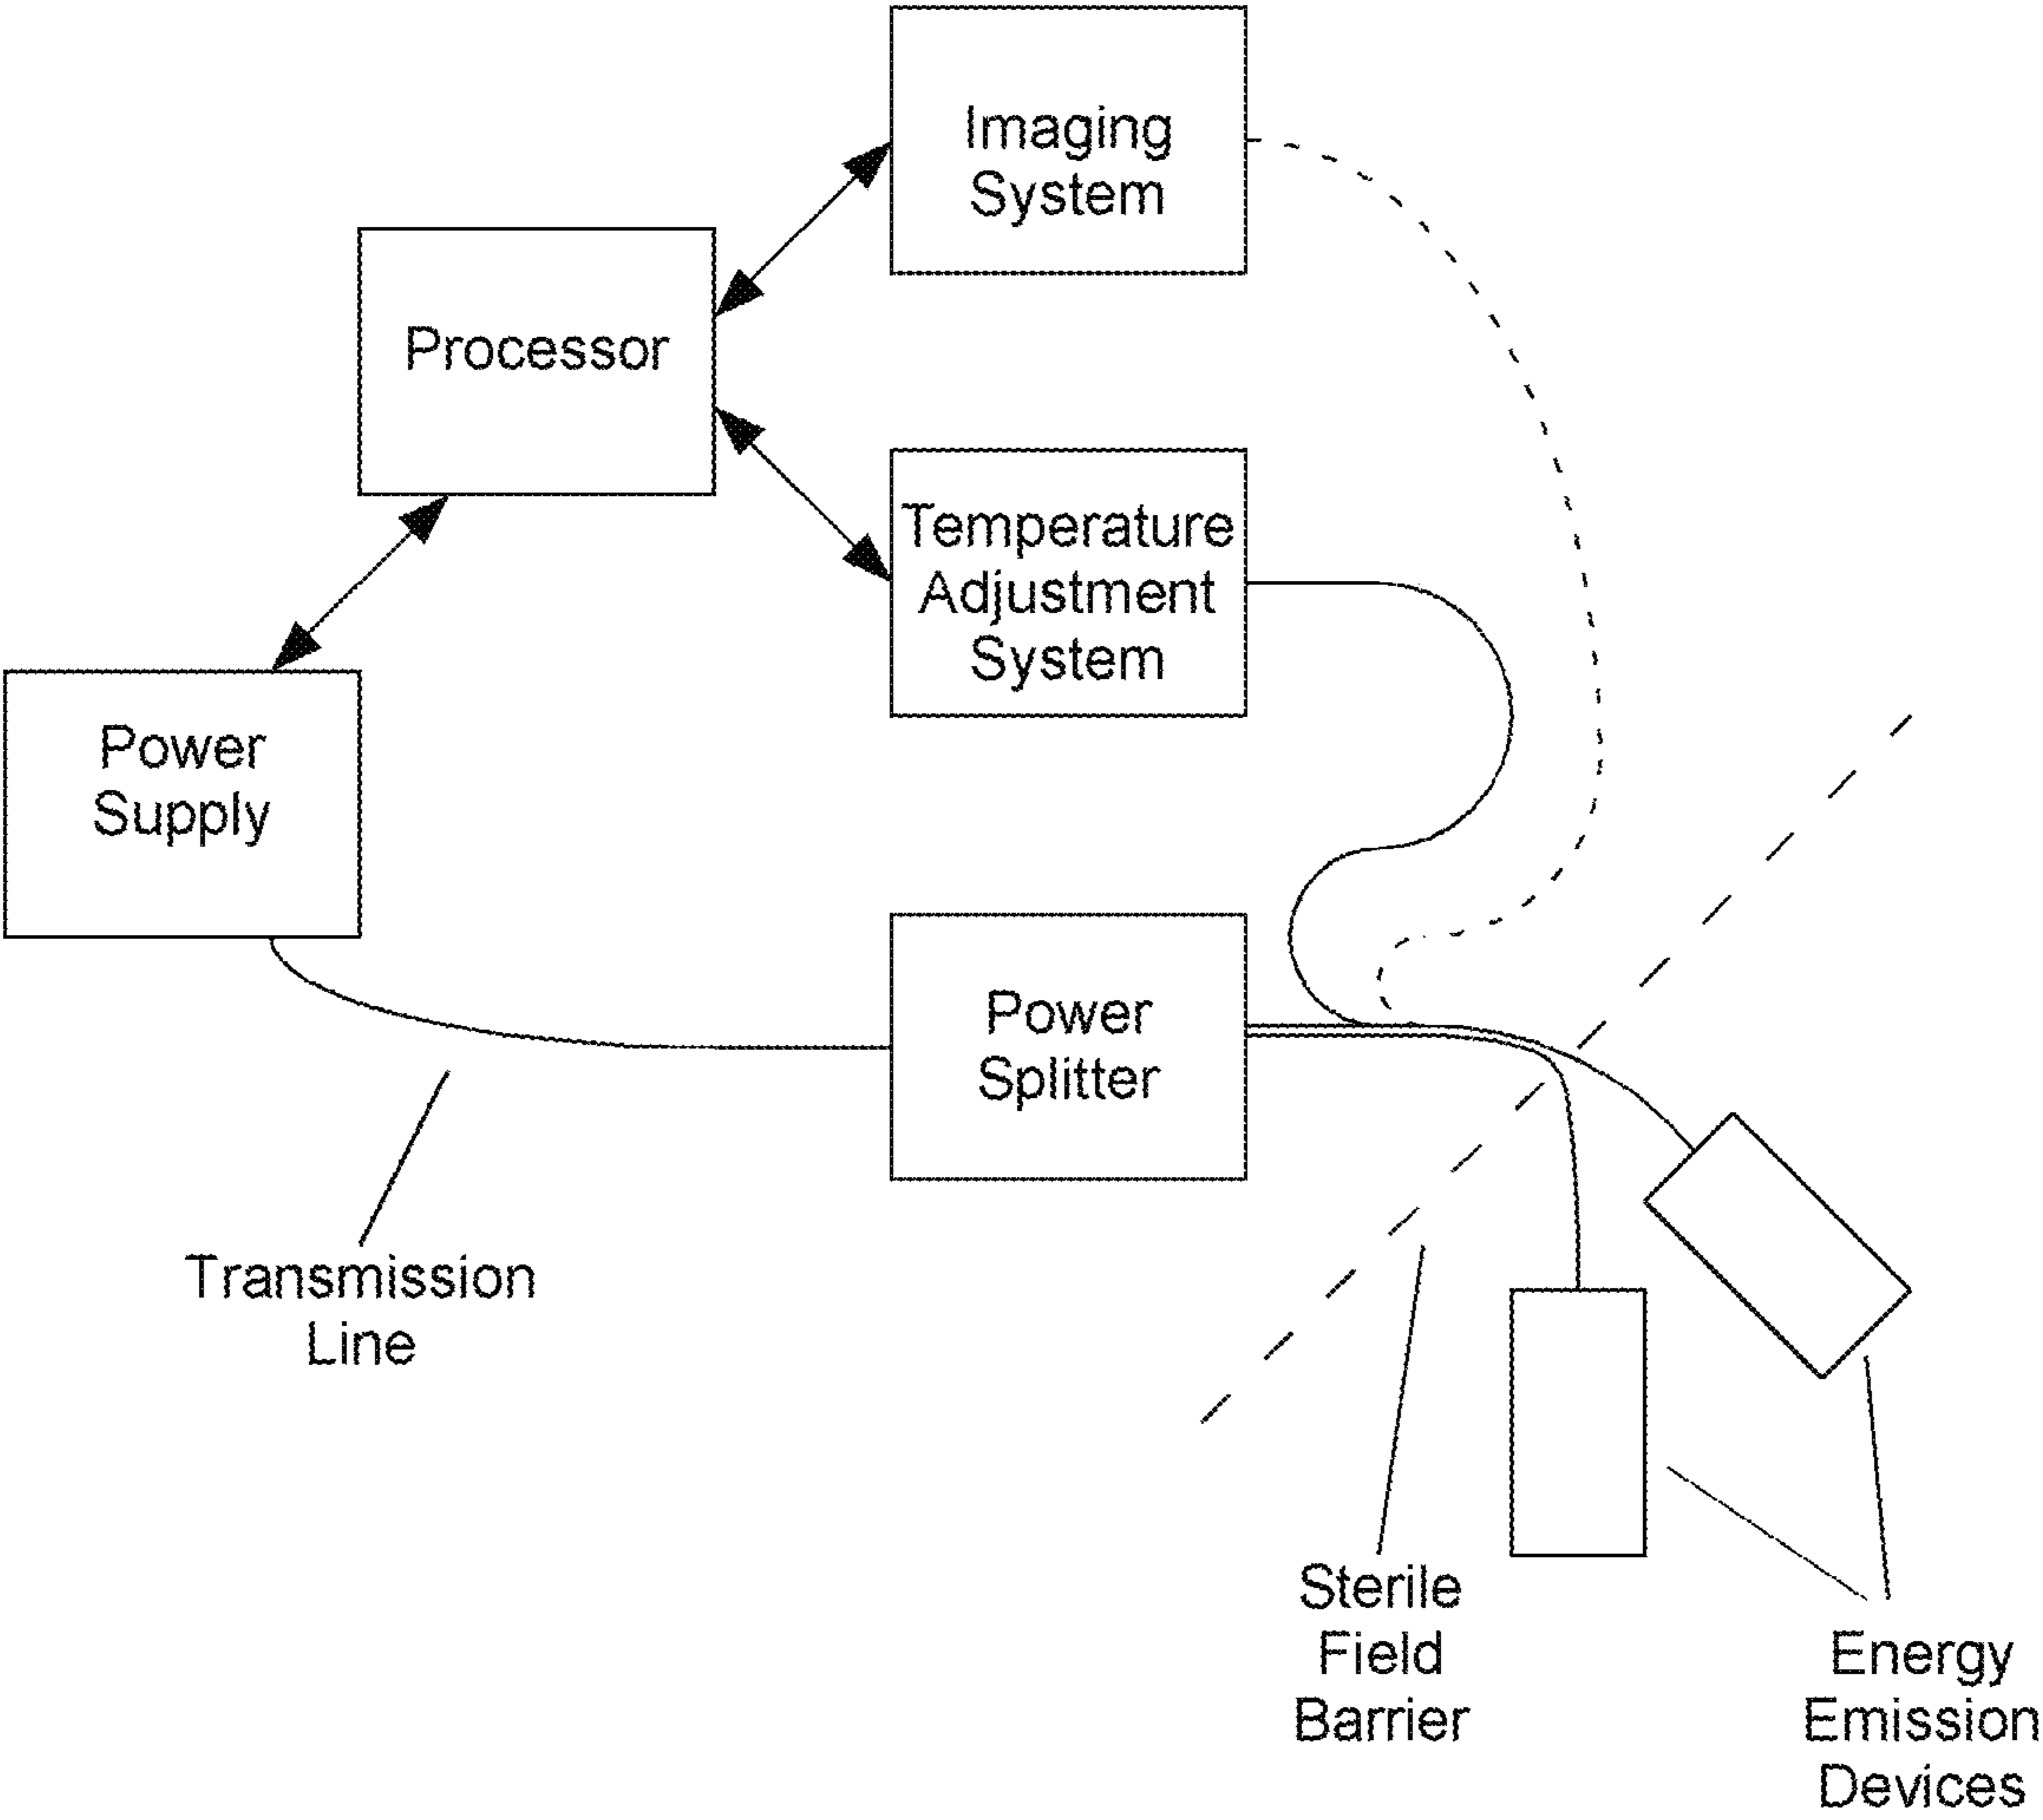 Imaging
System
Processor
Temperature
Adjustment
System
Power
Supply
Power
Splitter
Transmission
Line
Sterile
Field
Barrier
Energy
Emission
Devices